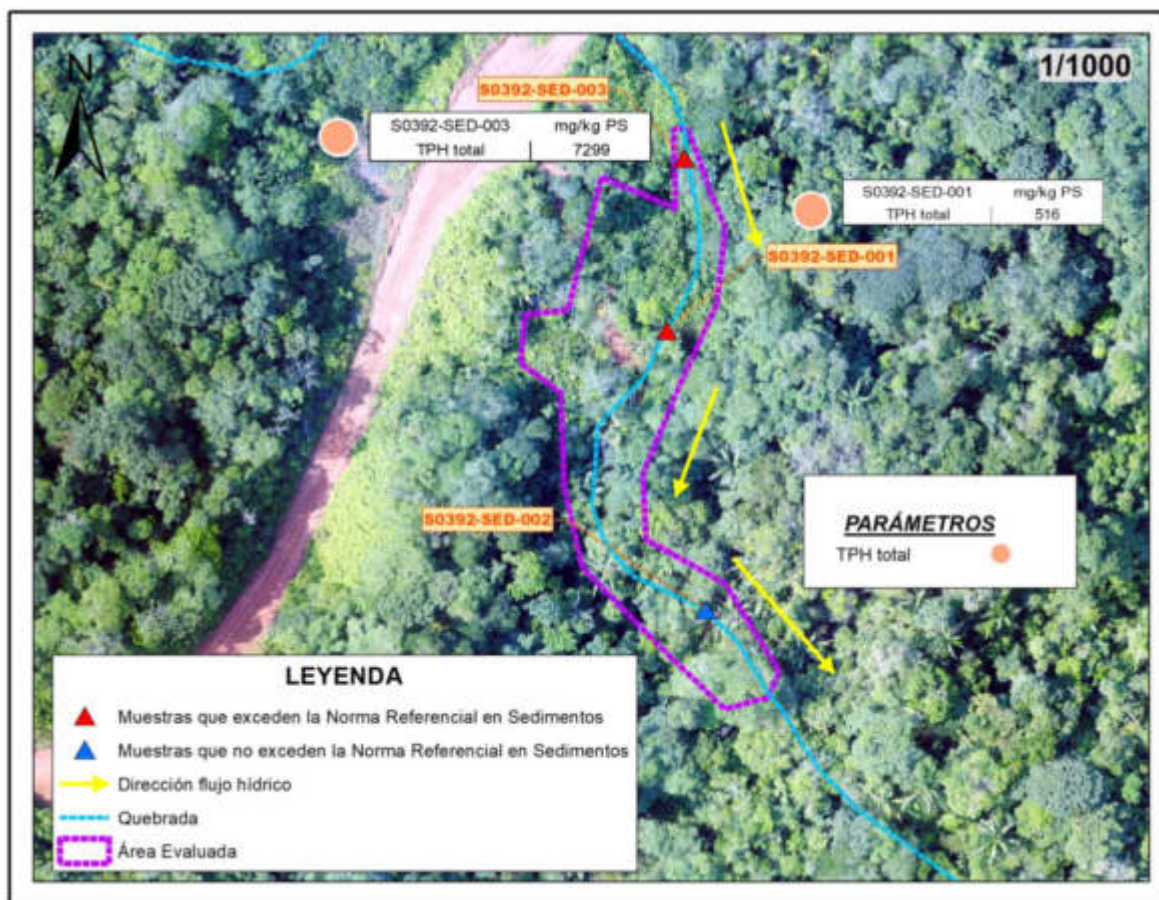 N
1/1000
S0392-SED-003
S0392-SED-003 mg/kg PS
TPH total 7299
S0392-SED-001 mg/kg PS
TPH total 516
S0392-SED-001
S0392-SED-002
PARÁMETROS
TPH total
LEYENDA
Muestras que exceden la Norma Referencial en Sedimentos
Muestras que no exceden la Norma Referencial en Sedimentos
Dirección flujo hídrico
Quebrada
Área Evaluada